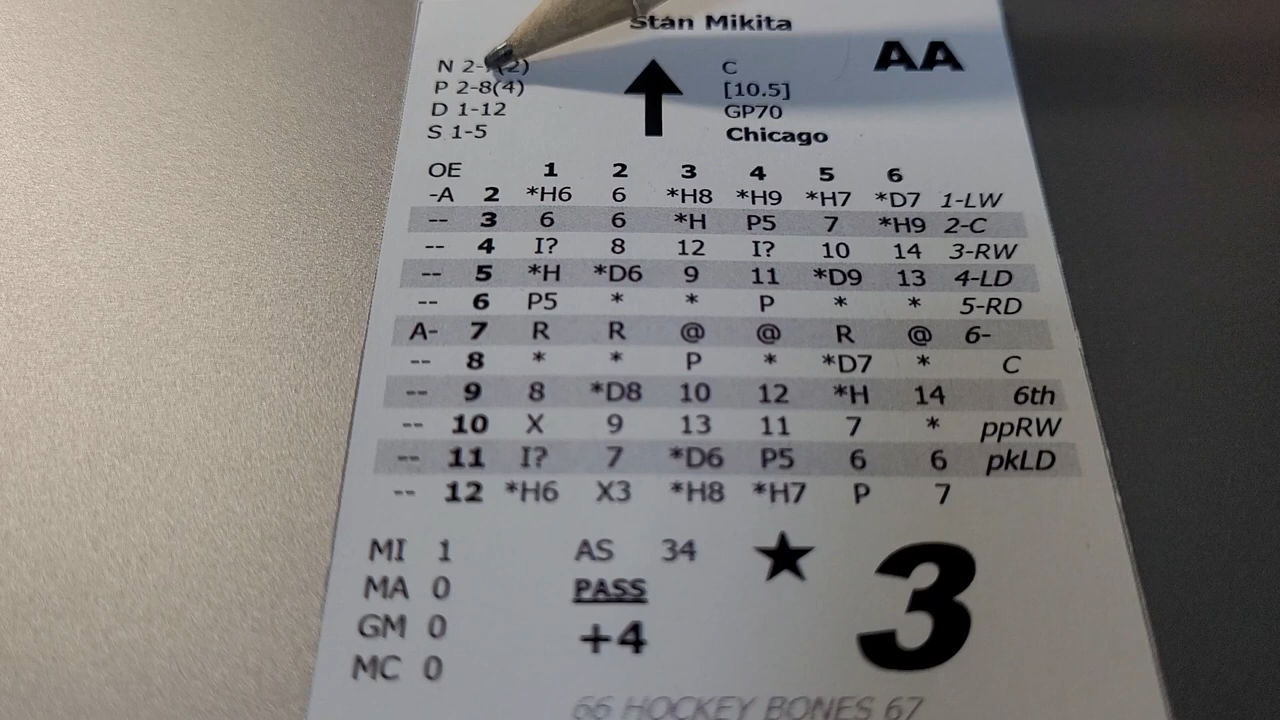 Stan Mikita
N 2- (2) C AA
P 2-8(4) [10.5]
D 1-12 GP70
S 1-5 Chicago
OE 1 2 3 4 5 6
-A 2 *H6 6 *H8 *H9 *H7 *D7 1-LW
-- 3 6 6 *H P5 7 *H9 2-C
-- 4 I? 8 12 I? 10 14 3-RW
-- 5 *H *D6 9 11 *D9 13 4-LD
-- 6 P5 * * P * * 5-RD
A- 7 R R @ @ R @ 6-
-- 8 * * P * *D7 * C
-- 9 8 *D8 10 12 *H 14 6th
-- 10 X 9 13 11 7 * ppRW
-- 11 I? 7 *D6 P5 6 6 pkLD
-- 12 *H6 X3 *H8 *H7 P 7
MI 1 AS 34 ★ 3
MA 0 PASS
GM 0 +4
MC 0
66 HOCKEY BONES 67